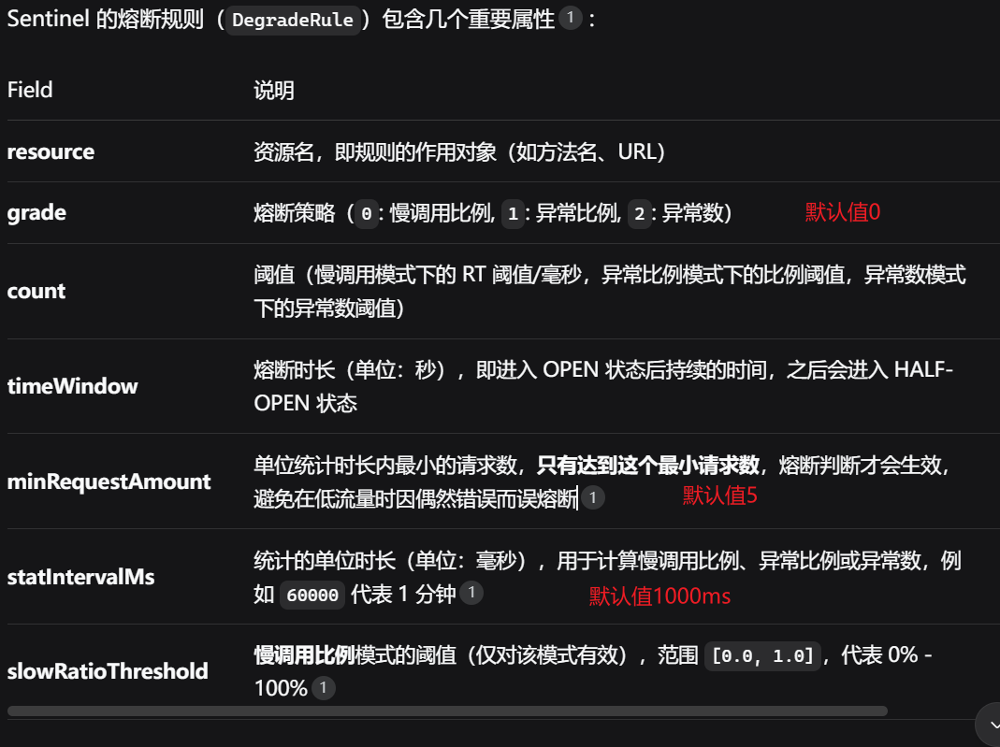 Sentinel 的熔断规则（DegradeRule）包含几个重要属性 1：
Field 说明
resource 资源名，即规则的作用对象（如方法名、URL）
grade 熔断策略（0: 慢调用比例, 1: 异常比例, 2: 异常数） 默认值0
count 阈值（慢调用模式下的 RT 阈值/毫秒，异常比例模式下的比例阈值，异常数模式
下的异常数阈值）
timeWindow 熔断时长（单位：秒），即进入 OPEN 状态后持续的时间，之后会进入 HALF-
OPEN 状态
minRequestAmount 单位统计时长内最小的请求数，只有达到这个最小请求数，熔断判断才会生效，
避免在低流量时因偶然错误而误熔断 1 默认值5
statIntervalMs 统计的单位时长（单位：毫秒），用于计算慢调用比例、异常比例或异常数，例
如 60000 代表 1 分钟 1 默认值1000ms
slowRatioThreshold 慢调用比例模式的阈值（仅对该模式有效），范围 [0.0, 1.0]，代表 0% -
100% 1